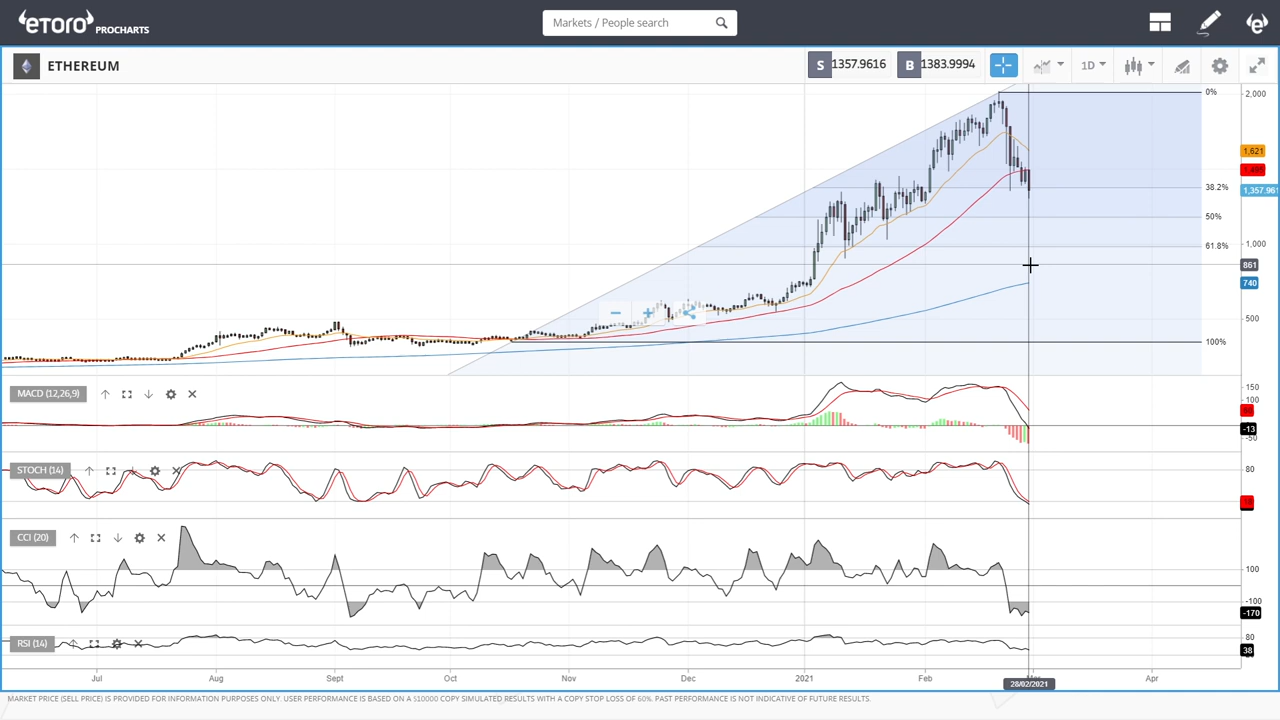 eToro PROCHARTS
Markets / People search
ETHEREUM
S 1357.9616
B 1383.9994
1D
2,000
0%
1,621
1,357.961
38.2%
50%
1,000
61.8%
861
740
500
100%
MACD (12,26,9)
150
100
-13
-50
STOCH (14)
80
CCI (20)
100
-100
-170
RSI (14)
80
38
Jul
Aug
Sept
Oct
Nov
Dec
2021
Feb
28/02/2021
Apr
MARKET PRICE (SELL PRICE) IS PROVIDED FOR INFORMATION PURPOSES ONLY. USER PERFORMANCE IS BASED ON A $10000 COPY SIMULATED RESULTS WITH A COPY STOP LOSS OF 60%. PAST PERFORMANCE IS NOT INDICATIVE OF FUTURE RESULTS.